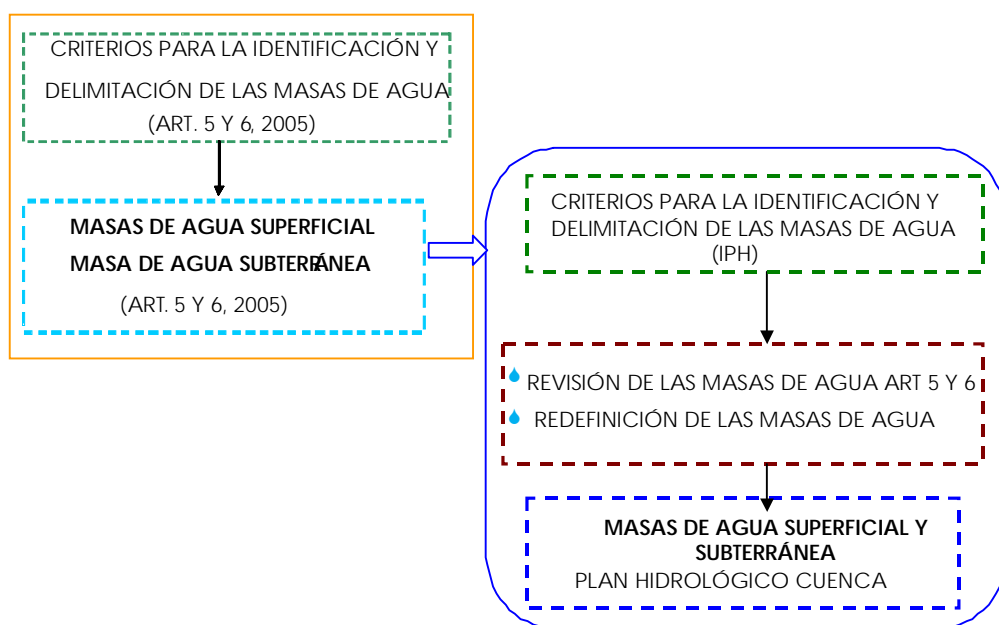 CRITERIOS PARA LA IDENTIFICACIÓN Y
DELIMITACIÓN DE LAS MASAS DE AGUA
(ART. 5 Y 6, 2005)
MASAS DE AGUA SUPERFICIAL
MASA DE AGUA SUBTERRÁNEA
(ART. 5 Y 6, 2005)
CRITERIOS PARA LA IDENTIFICACIÓN Y
DELIMITACIÓN DE LAS MASAS DE AGUA
(IPH)
REVISIÓN DE LAS MASAS DE AGUA ART 5 Y 6
REDEFINICIÓN DE LAS MASAS DE AGUA
MASAS DE AGUA SUPERFICIAL Y
SUBTERRÁNEA
PLAN HIDROLÓGICO CUENCA